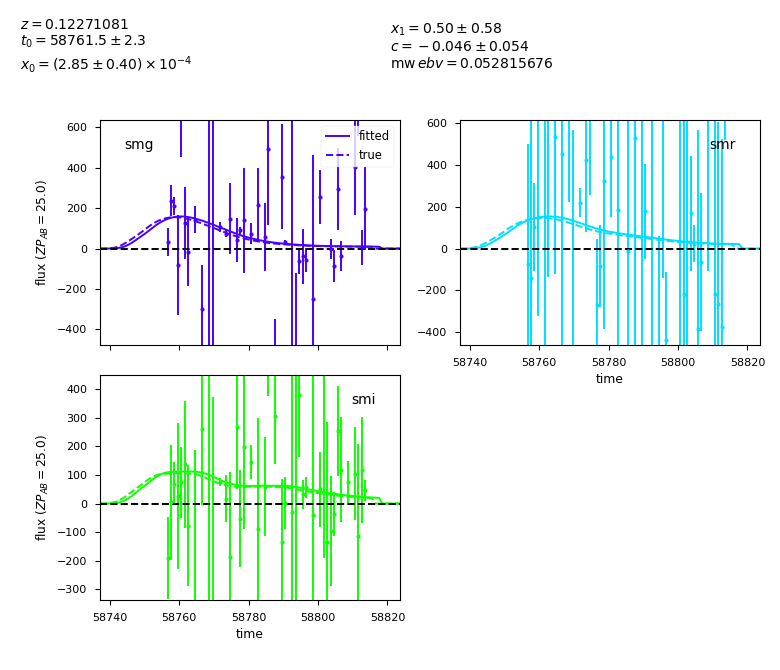 z = 0.12271081
t₀ = 58761.5 ± 2.3
x₀ = (2.85 ± 0.40) × 10⁻⁴
x₁ = 0.50 ± 0.58
c = −0.046 ± 0.054
mw ebv = 0.052815676
smg
fitted
true
600
400
200
0
−200
−400
flux (ZP_AB = 25.0)
smr
600
400
200
0
−200
−400
58740 58760 58780 58800 58820
time
smi
400
300
200
100
0
−100
−200
−300
flux (ZP_AB = 25.0)
58740 58760 58780 58800 58820
time